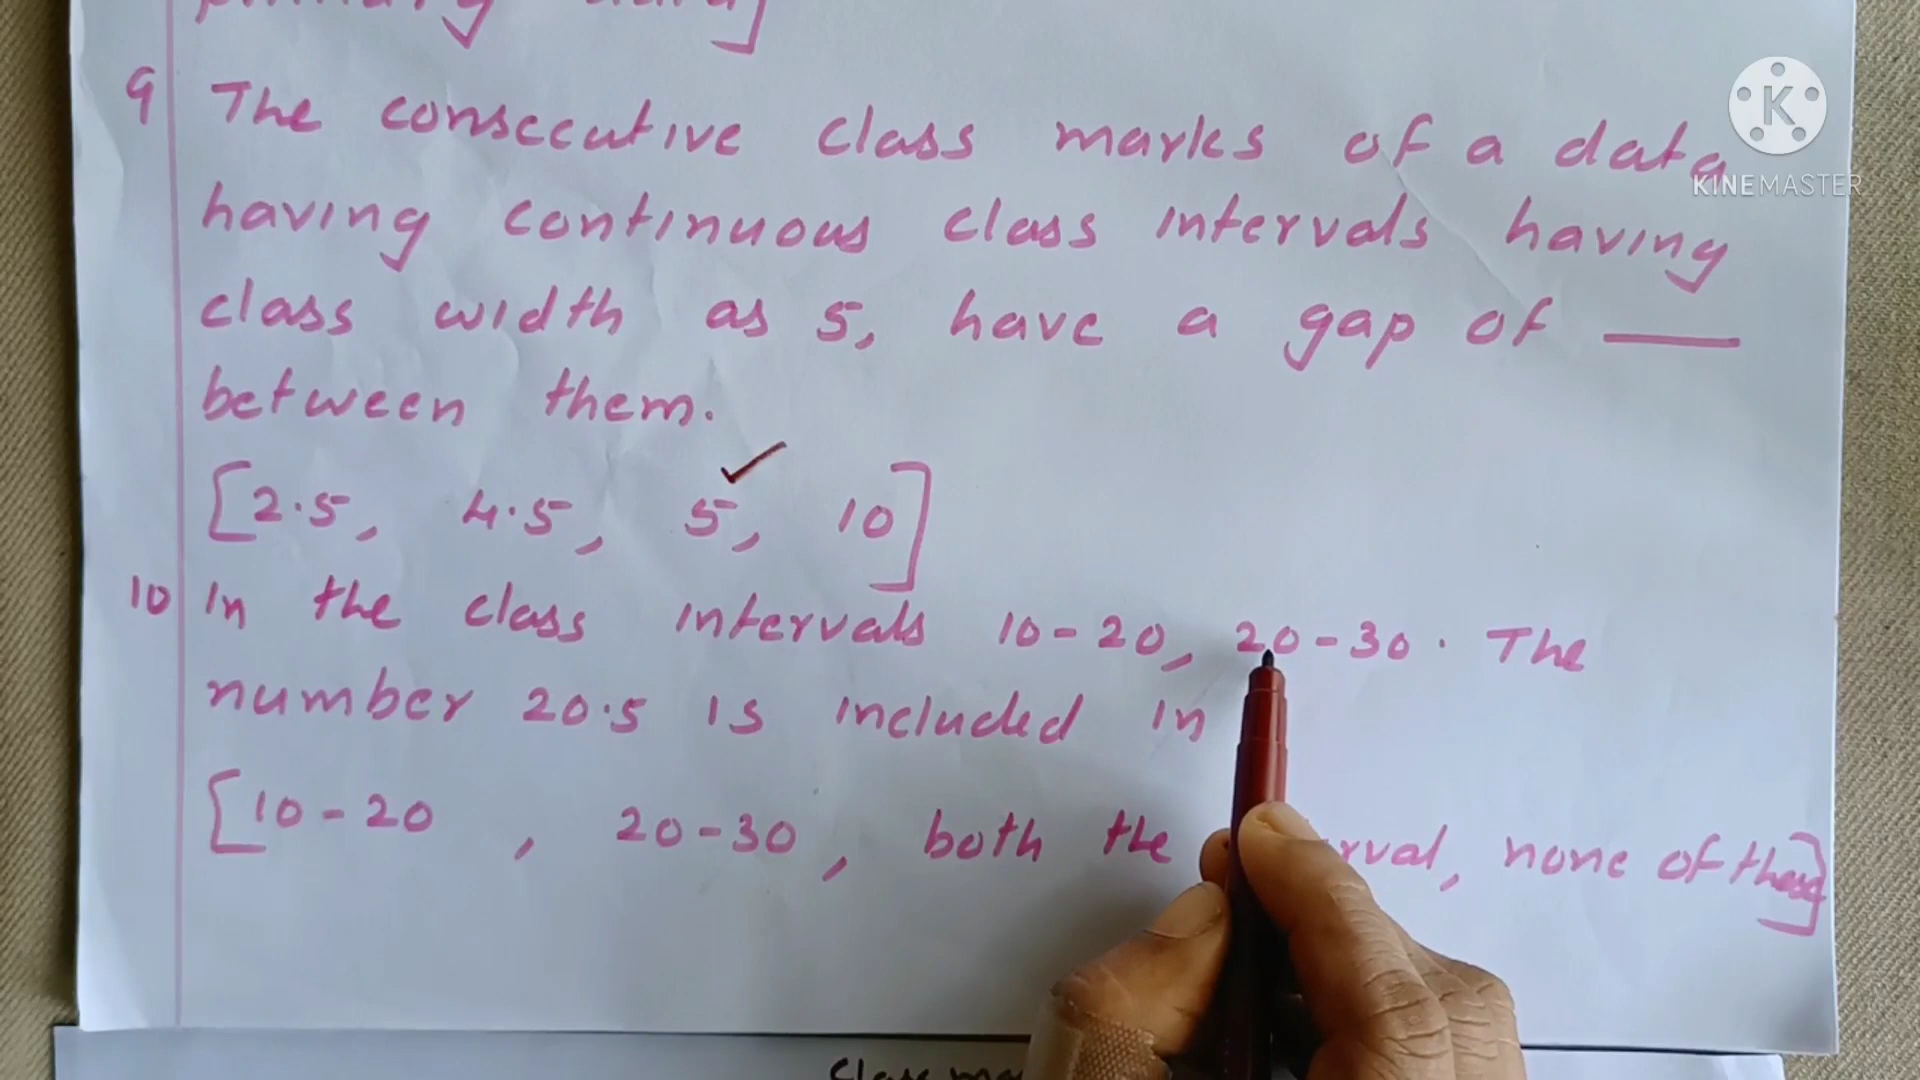 9 The consecutive class marks of a data
having continuous class intervals having
class width as 5, have a gap of ____
between them.
[2.5, 4.5, 5, 10]
10 In the class intervals 10-20, 20-30. The
number 20.5 is included in
[10-20, 20-30, both the rval, none of these]
Class
KINEMASTER